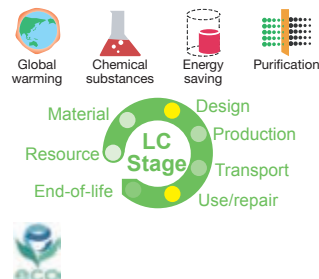 Global
warming
Chemical
substances
Energy
saving
Purification
Material
Design
Resource
LC
Stage
Production
Transport
End-of-life
Use/repair
eco